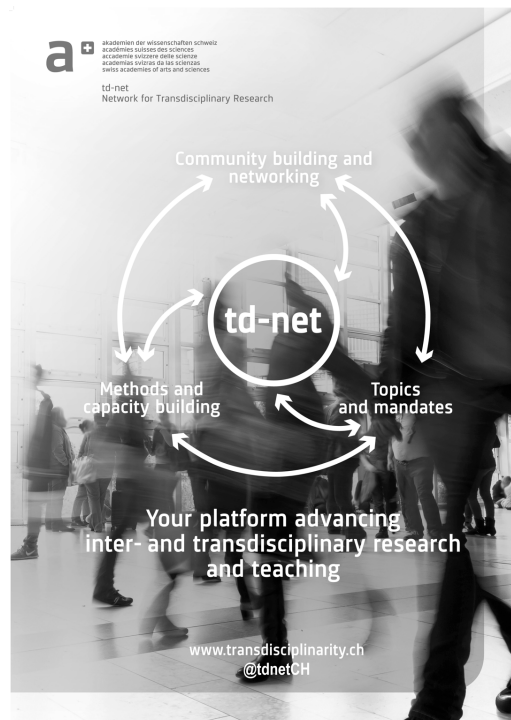 a+
akademien der wissenschaften schweiz
académies suisses des sciences
accademie svizzere delle scienze
academias svizras da las scienzas
swiss academies of arts and sciences
td-net
Network for Transdisciplinary Research
Community building and
networking
td-net
Methods and
capacity building
Topics
and mandates
Your platform advancing
inter- and transdisciplinary research
and teaching
www.transdisciplinarity.ch
@tdnetCH